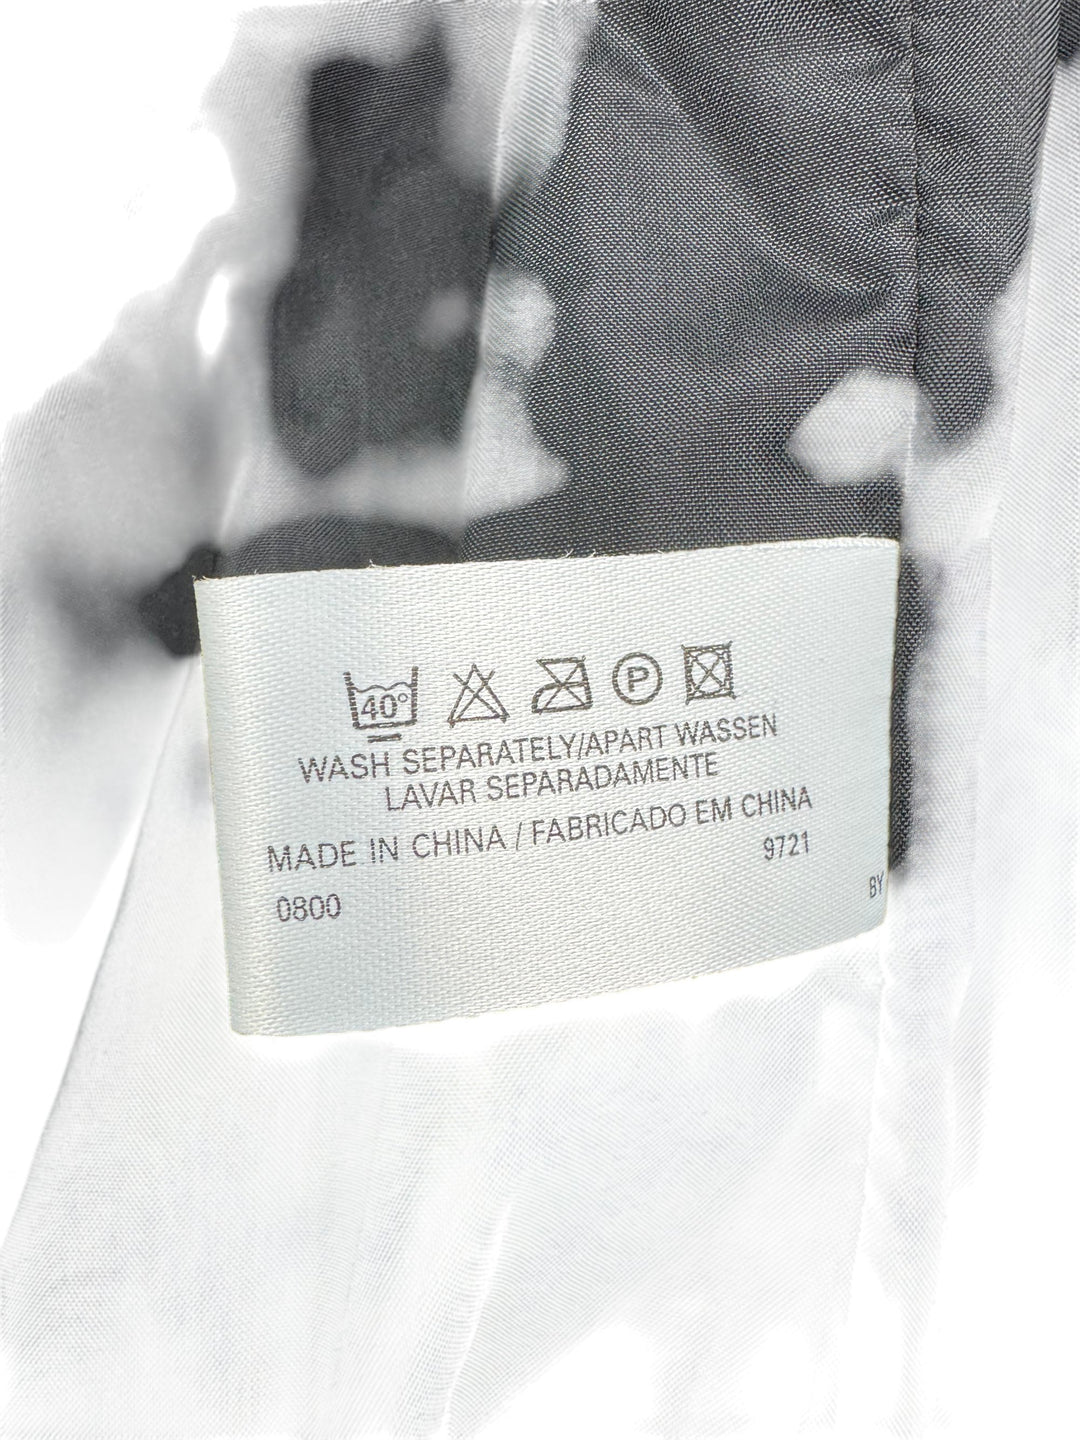 40°
P
WASH SEPARATELY/APART WASSEN
LAVAR SEPARADAMENTE
MADE IN CHINA / FABRICADO EM CHINA
9721
0800
BY